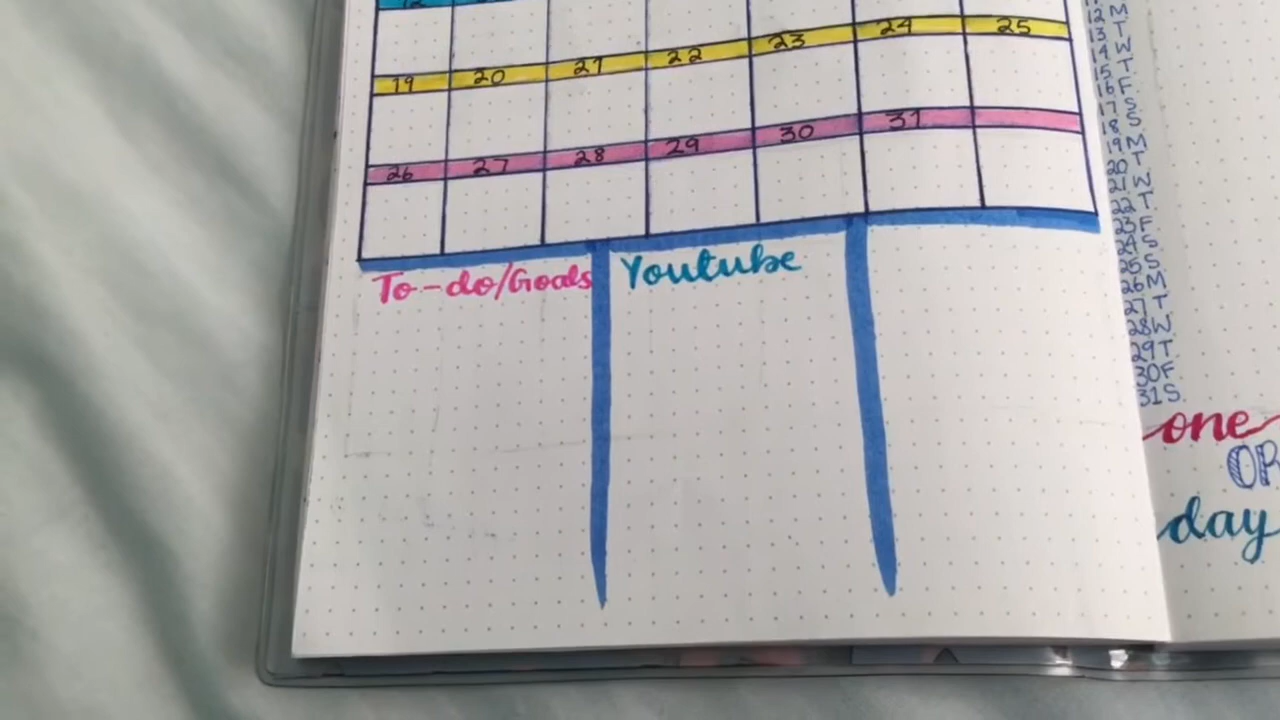 19 20 21 22 23 24 25
26 27 28 29 30 31
To-do/Goals Youtube
12 M
13 T
14 W
15 T
16 F
17 S
18 S
19 M
20 T
21 W
22 T
23 F
24 S
25 S
26 M
27 T
28 W
29 T
30 F
31 S
one
OR
day